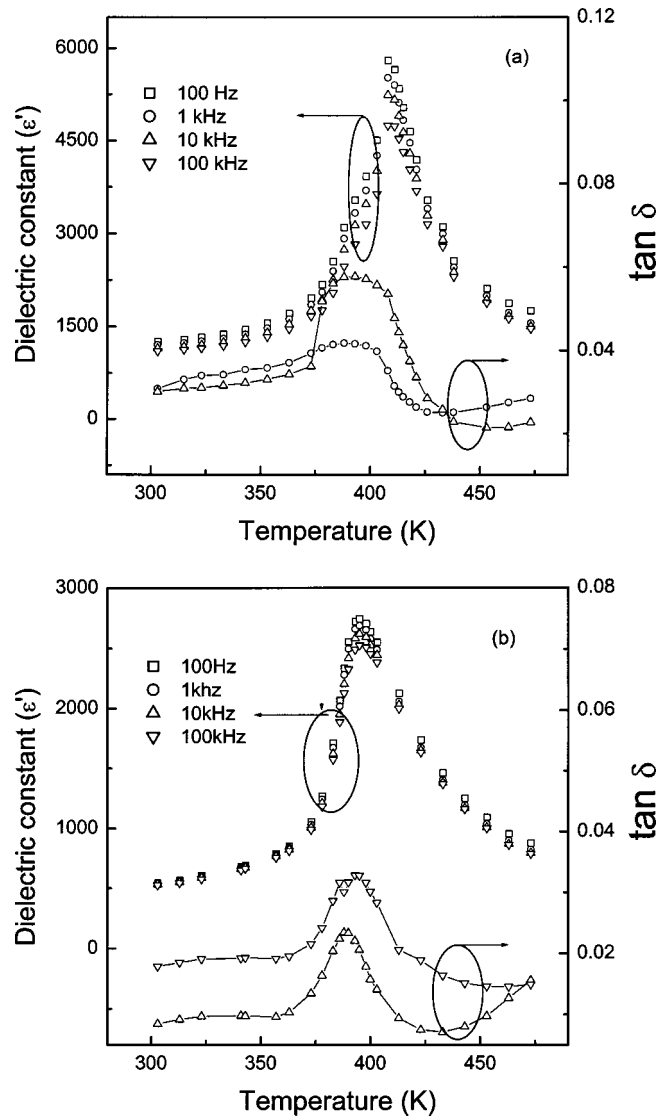 (a)
6000
4500
3000
1500
0
0.12
0.08
0.04
100 Hz
1 kHz
10 kHz
100 kHz
Dielectric constant (ε')
tan δ
300
350
400
450
Temperature (K)
(b)
3000
2000
1000
0
0.08
0.06
0.04
0.02
100Hz
1khz
10kHz
100kHz
Dielectric constant (ε')
tan δ
300
350
400
450
Temperature (K)